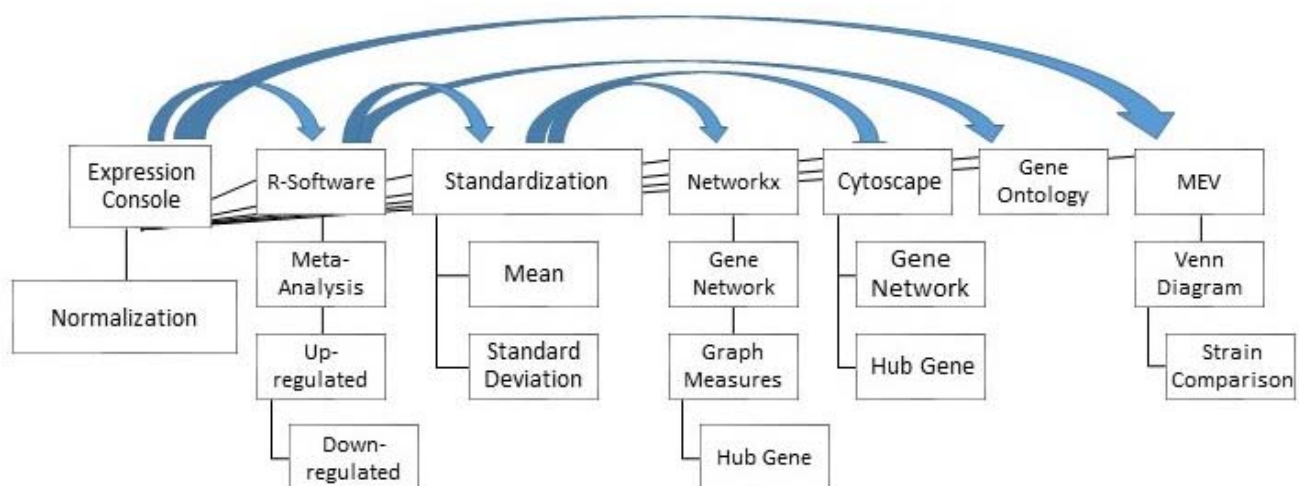 Expression
Console
R-Software
Standardization
Networkx
Cytoscape
Gene
Ontology
MEV
Normalization
Meta-
Analysis
Up-
regulated
Down-
regulated
Mean
Standard
Deviation
Gene
Network
Graph
Measures
Hub Gene
Gene
Network
Hub Gene
Venn
Diagram
Strain
Comparison